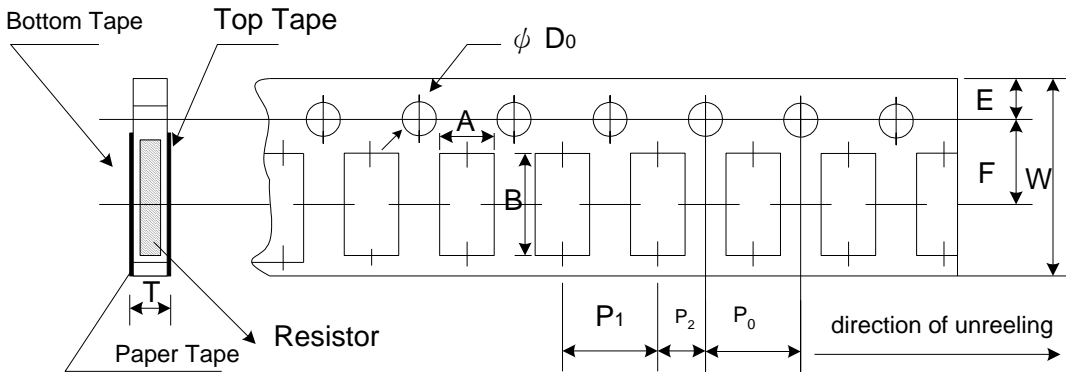 Bottom Tape
Top Tape
ϕ D₀
E
A
F
W
B
T
P₁
P₂
P₀
direction of unreeling
Resistor
Paper Tape